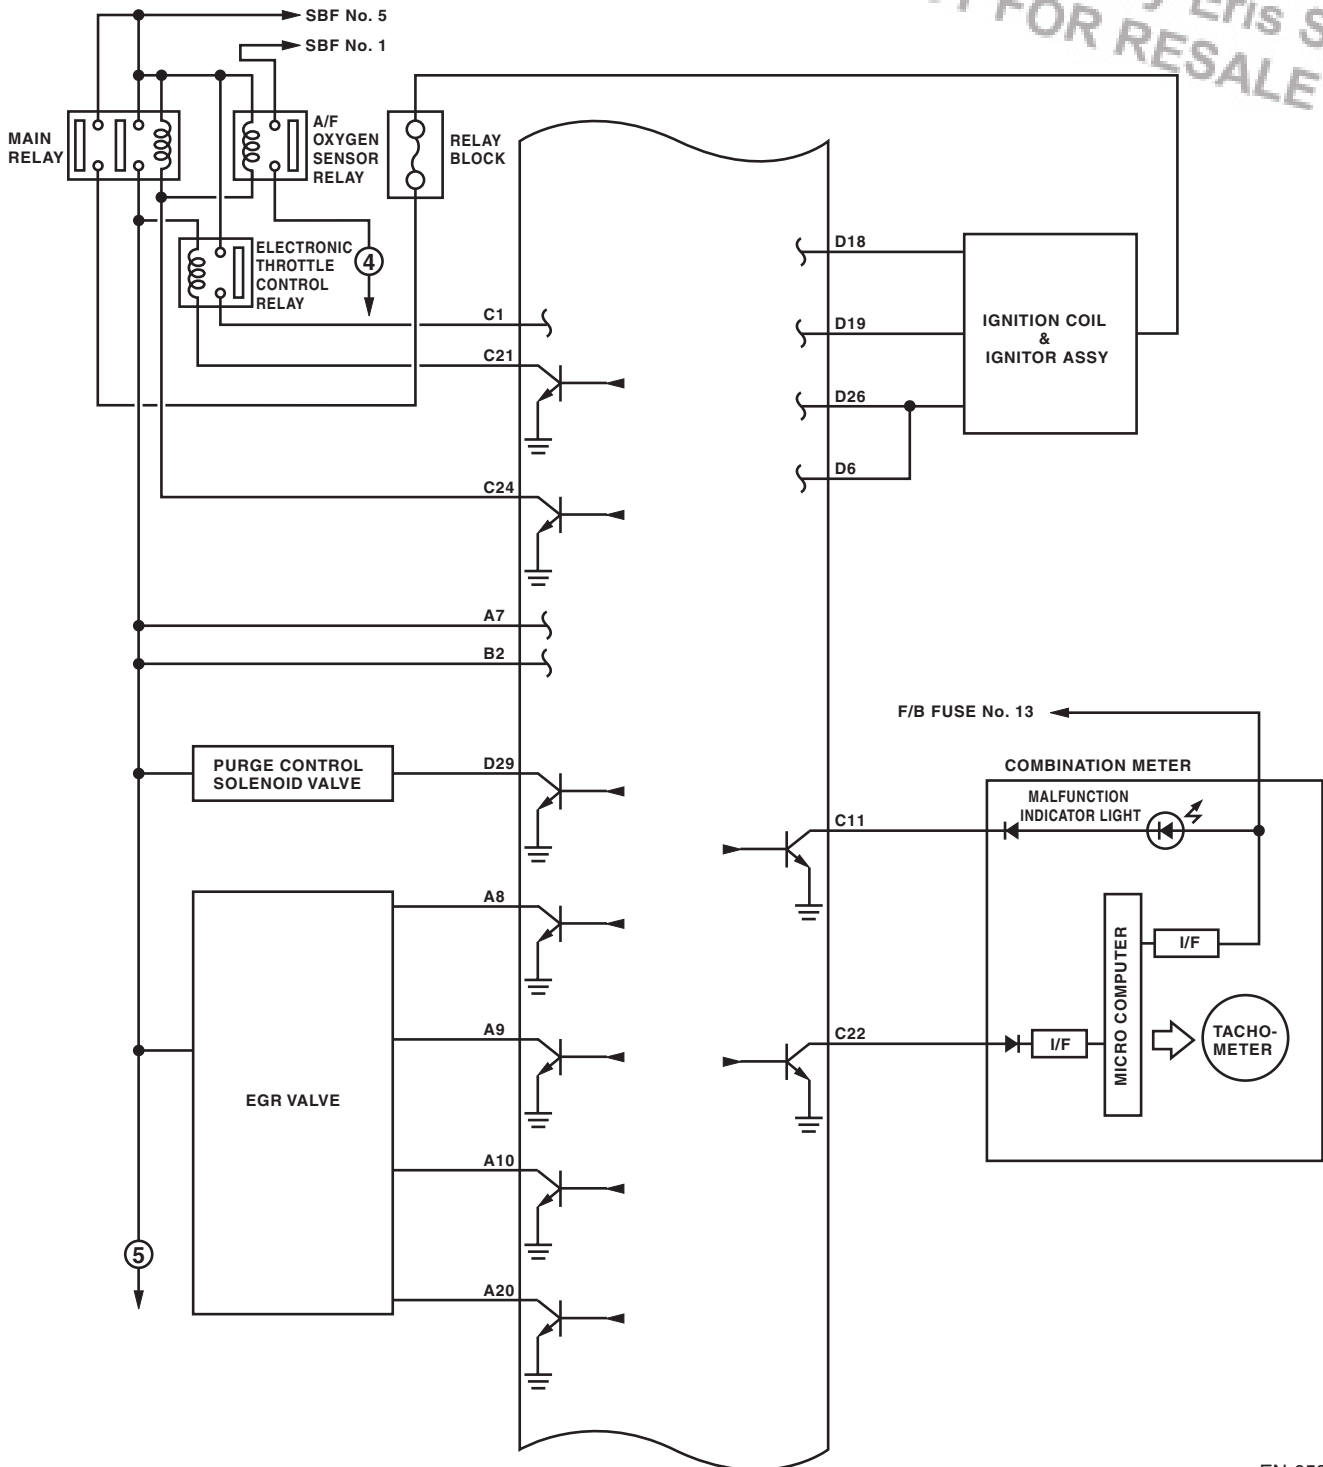 y Eris S
FOR RESALE
SBF No. 5
SBF No. 1
MAIN
RELAY
A/F
OXYGEN
SENSOR
RELAY
RELAY
BLOCK
ELECTRONIC
THROTTLE
CONTROL
RELAY
4
C1
C21
C24
A7
B2
PURGE CONTROL
SOLENOID VALVE
D29
EGR VALVE
A8
A9
A10
A20
5
D18
D19
D26
D6
IGNITION COIL
&
IGNITOR ASSY
F/B FUSE No. 13
COMBINATION METER
MALFUNCTION
INDICATOR LIGHT
C11
I/F
MICRO COMPUTER
C22
I/F
TACHO-
METER